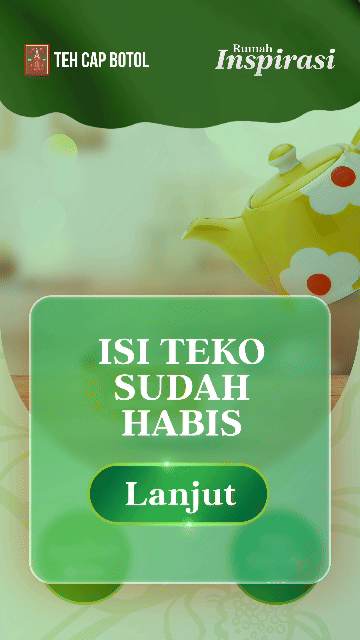 TEH CAP BOTOL
Rumah
Inspirasi
ISI TEKO
SUDAH
HABIS
Lanjut